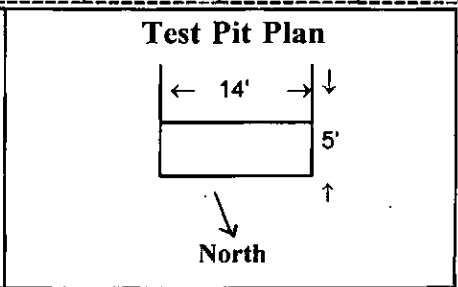 Test Pit Plan
← 14' → ↓
5'
↑
North